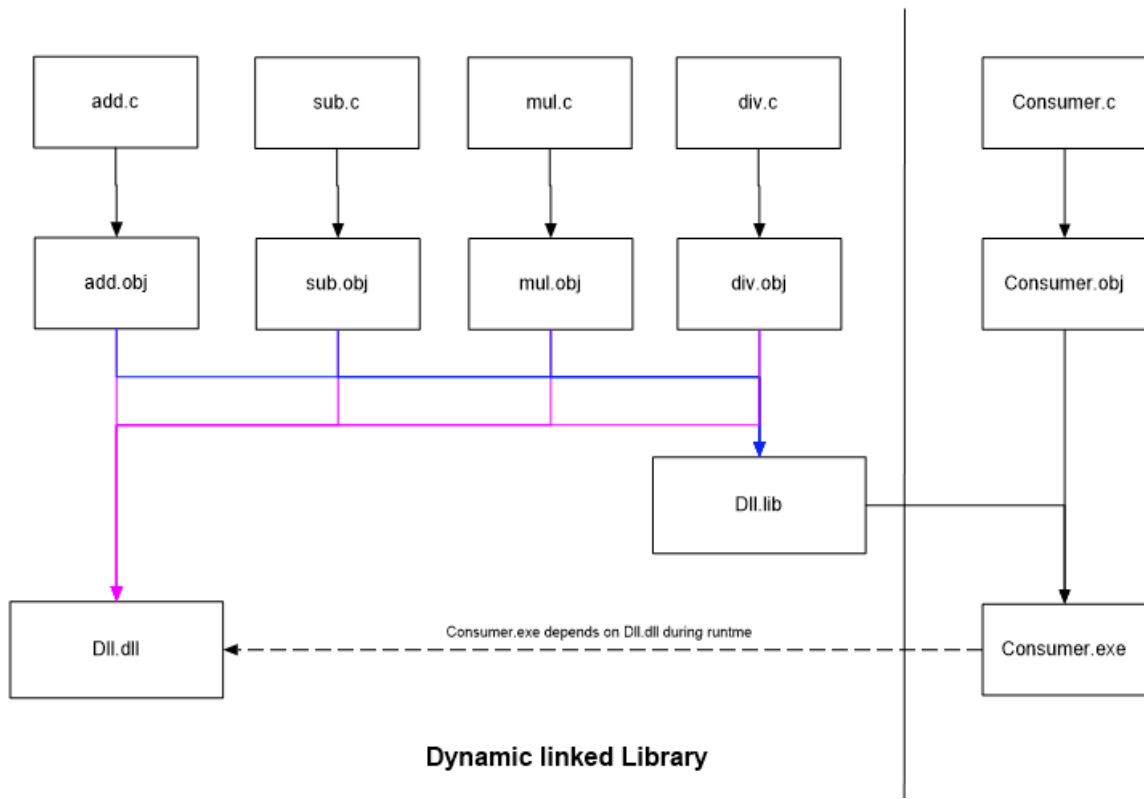 add.c
sub.c
mul.c
div.c
Consumer.c
add.obj
sub.obj
mul.obj
div.obj
Consumer.obj
Dll.lib
Consumer.exe depends on Dll.dll during runtme
Dll.dll
Consumer.exe
Dynamic linked Library